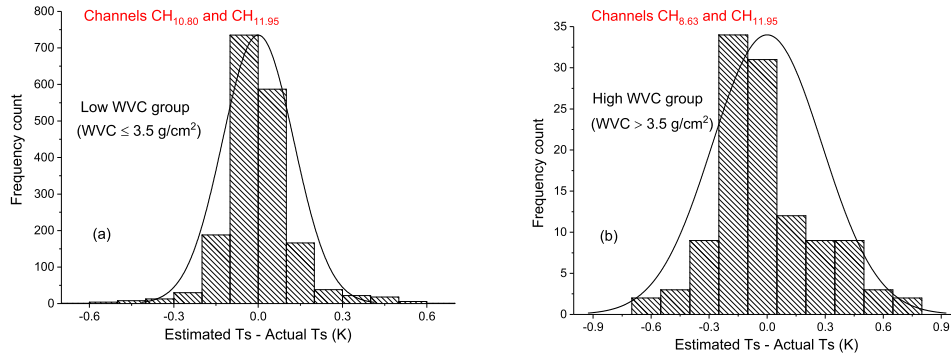 Channels CH10.80 and CH11.95
800
700
600
500
400
300
200
100
0
Frequency count
Low WVC group
(WVC ≤ 3.5 g/cm2)
(a)
-0.6
-0.3
0.0
0.3
0.6
Estimated Ts - Actual Ts (K)
Channels CH8.63 and CH11.95
35
30
25
20
15
10
5
0
Frequency count
High WVC group
(WVC > 3.5 g/cm2)
(b)
-0.9
-0.6
-0.3
0.0
0.3
0.6
0.9
Estimated Ts - Actual Ts (K)